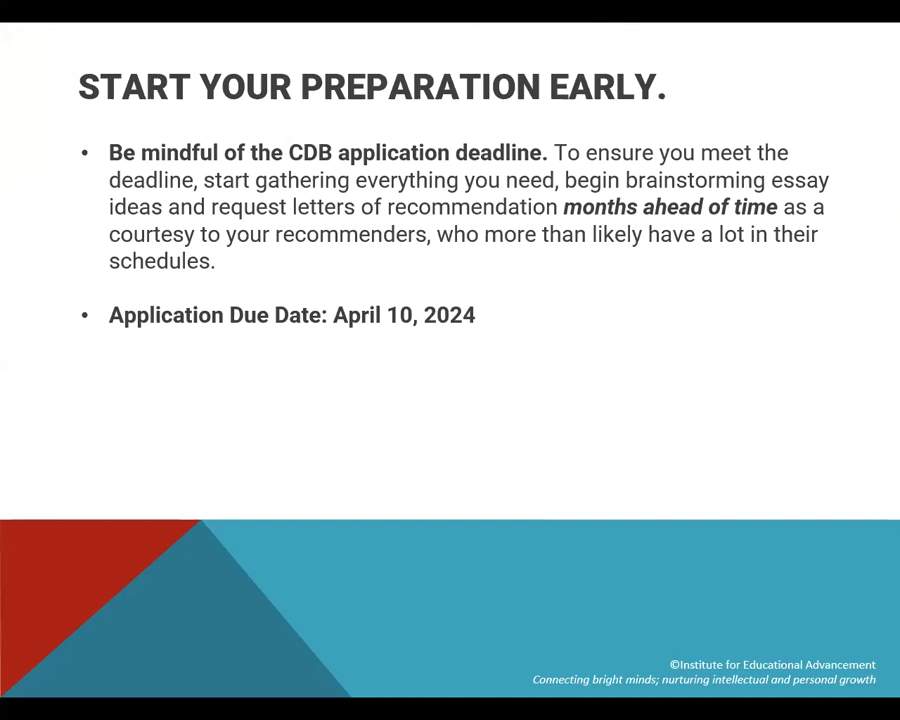 START YOUR PREPARATION EARLY.
• Be mindful of the CDB application deadline. To ensure you meet the
deadline, start gathering everything you need, begin brainstorming essay
ideas and request letters of recommendation months ahead of time as a
courtesy to your recommenders, who more than likely have a lot in their
schedules.
• Application Due Date: April 10, 2024
©Institute for Educational Advancement
Connecting bright minds; nurturing intellectual and personal growth